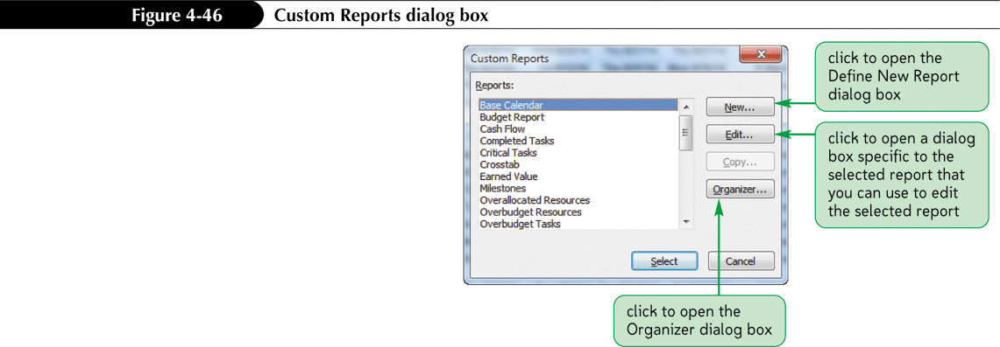 Figure 4-46 Custom Reports dialog box
Custom Reports
Reports:
Base Calendar
Budget Report
Cash Flow
Completed Tasks
Critical Tasks
Crosstab
Earned Value
Milestones
Overallocated Resources
Overbudget Resources
Overbudget Tasks
New...
Edit...
Copy...
Organizer...
Select
Cancel
click to open the
Define New Report
dialog box
click to open a dialog
box specific to the
selected report that
you can use to edit
the selected report
click to open the
Organizer dialog box